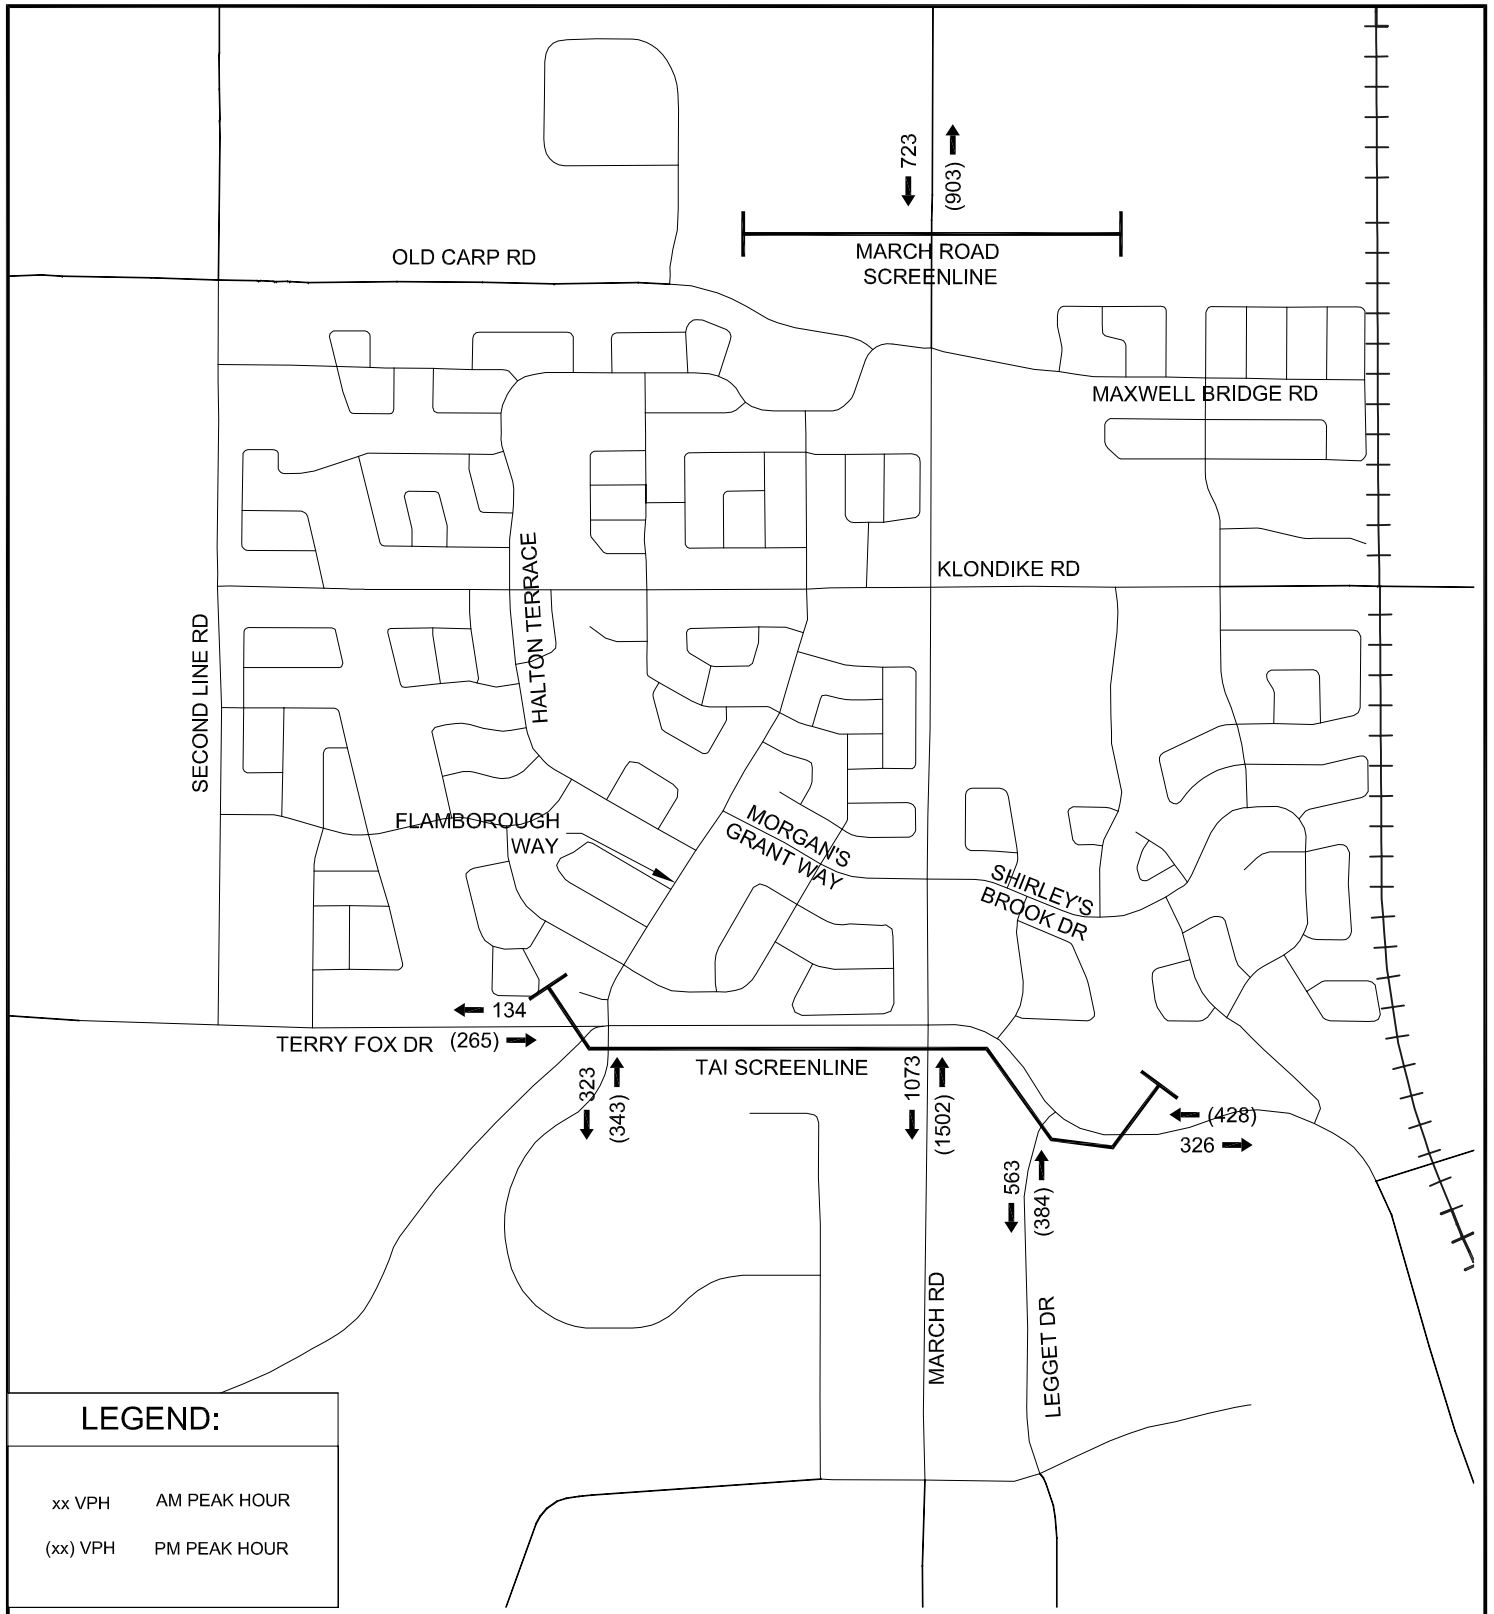 723
(903)
OLD CARP RD
MARCH ROAD
SCREENLINE
MAXWELL BRIDGE RD
KLONDIKE RD
HALTON TERRACE
SECOND LINE RD
FLAMBOROUGH
WAY
MORGAN'S
GRANT WAY
SHIRLEY'S
BROOK DR
134
(265)
TERRY FOX DR
TAI SCREENLINE
323
(343)
1073
(1502)
(428)
326
563
(384)
MARCH RD
LEGGET DR
LEGEND:
xx VPH AM PEAK HOUR
(xx) VPH PM PEAK HOUR